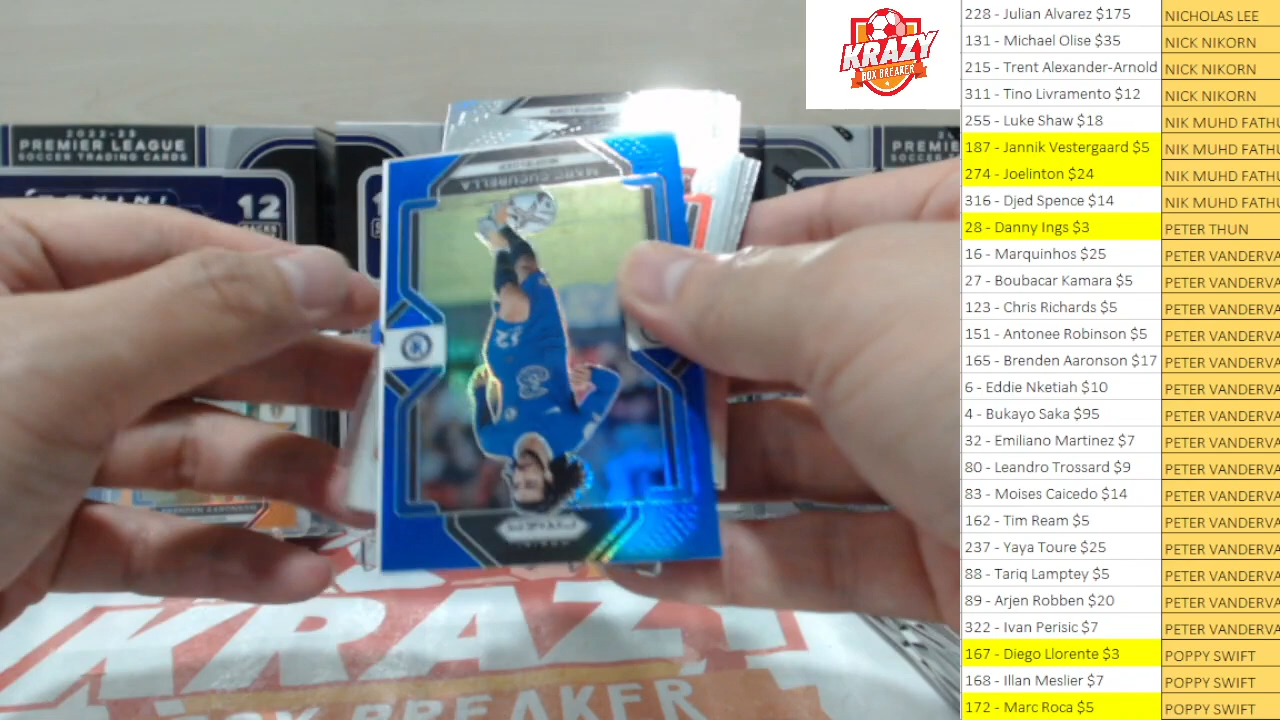 KRAZY
BOX BREAKER
2022-23
PREMIER LEAGUE
SOCCER TRADING CARDS
PANINI
12
MARC CUCURELLA
PRIZM
KRAZY
BOX BREAKER
228 - Julian Alvarez $175 NICHOLAS LEE
131 - Michael Olise $35 NICK NIKORN
215 - Trent Alexander-Arnold NICK NIKORN
311 - Tino Livramento $12 NICK NIKORN
255 - Luke Shaw $18 NIK MUHD FATHU
187 - Jannik Vestergaard $5 NIK MUHD FATHU
274 - Joelinton $24 NIK MUHD FATHU
316 - Djed Spence $14 NIK MUHD FATHU
28 - Danny Ings $3 PETER THUN
16 - Marquinhos $25 PETER VANDERVA
27 - Boubacar Kamara $5 PETER VANDERVA
123 - Chris Richards $5 PETER VANDERVA
151 - Antonee Robinson $5 PETER VANDERVA
165 - Brenden Aaronson $17 PETER VANDERVA
6 - Eddie Nketiah $10 PETER VANDERVA
4 - Bukayo Saka $95 PETER VANDERVA
32 - Emiliano Martinez $7 PETER VANDERVA
80 - Leandro Trossard $9 PETER VANDERVA
83 - Moises Caicedo $14 PETER VANDERVA
162 - Tim Ream $5 PETER VANDERVA
237 - Yaya Toure $25 PETER VANDERVA
88 - Tariq Lamptey $5 PETER VANDERVA
89 - Arjen Robben $20 PETER VANDERVA
322 - Ivan Perisic $7 PETER VANDERVA
167 - Diego Llorente $3 POPPY SWIFT
168 - Illan Meslier $7 POPPY SWIFT
172 - Marc Roca $5 POPPY SWIFT